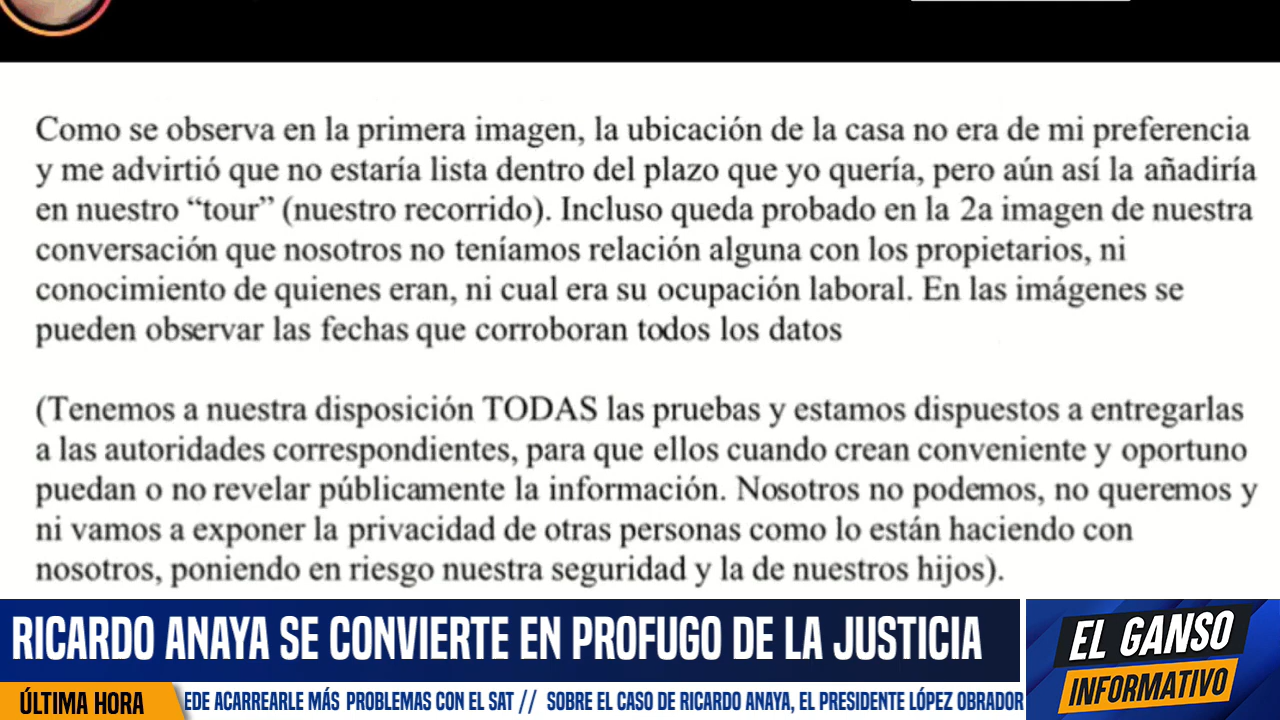 Como se observa en la primera imagen, la ubicación de la casa no era de mi preferencia
y me advirtió que no estaría lista dentro del plazo que yo quería, pero aún así la añadiría
en nuestro “tour” (nuestro recorrido). Incluso queda probado en la 2a imagen de nuestra
conversación que nosotros no teníamos relación alguna con los propietarios, ni
conocimiento de quienes eran, ni cual era su ocupación laboral. En las imágenes se
pueden observar las fechas que corroboran todos los datos
(Tenemos a nuestra disposición TODAS las pruebas y estamos dispuestos a entregarlas
a las autoridades correspondientes, para que ellos cuando crean conveniente y oportuno
puedan o no revelar públicamente la información. Nosotros no podemos, no queremos y
ni vamos a exponer la privacidad de otras personas como lo están haciendo con
nosotros, poniendo en riesgo nuestra seguridad y la de nuestros hijos).
RICARDO ANAYA SE CONVIERTE EN PROFUGO DE LA JUSTICIA
EL GANSO
INFORMATIVO
ÚLTIMA HORA
EDE ACARREARLE MÁS PROBLEMAS CON EL SAT // SOBRE EL CASO DE RICARDO ANAYA, EL PRESIDENTE LÓPEZ OBRADOR